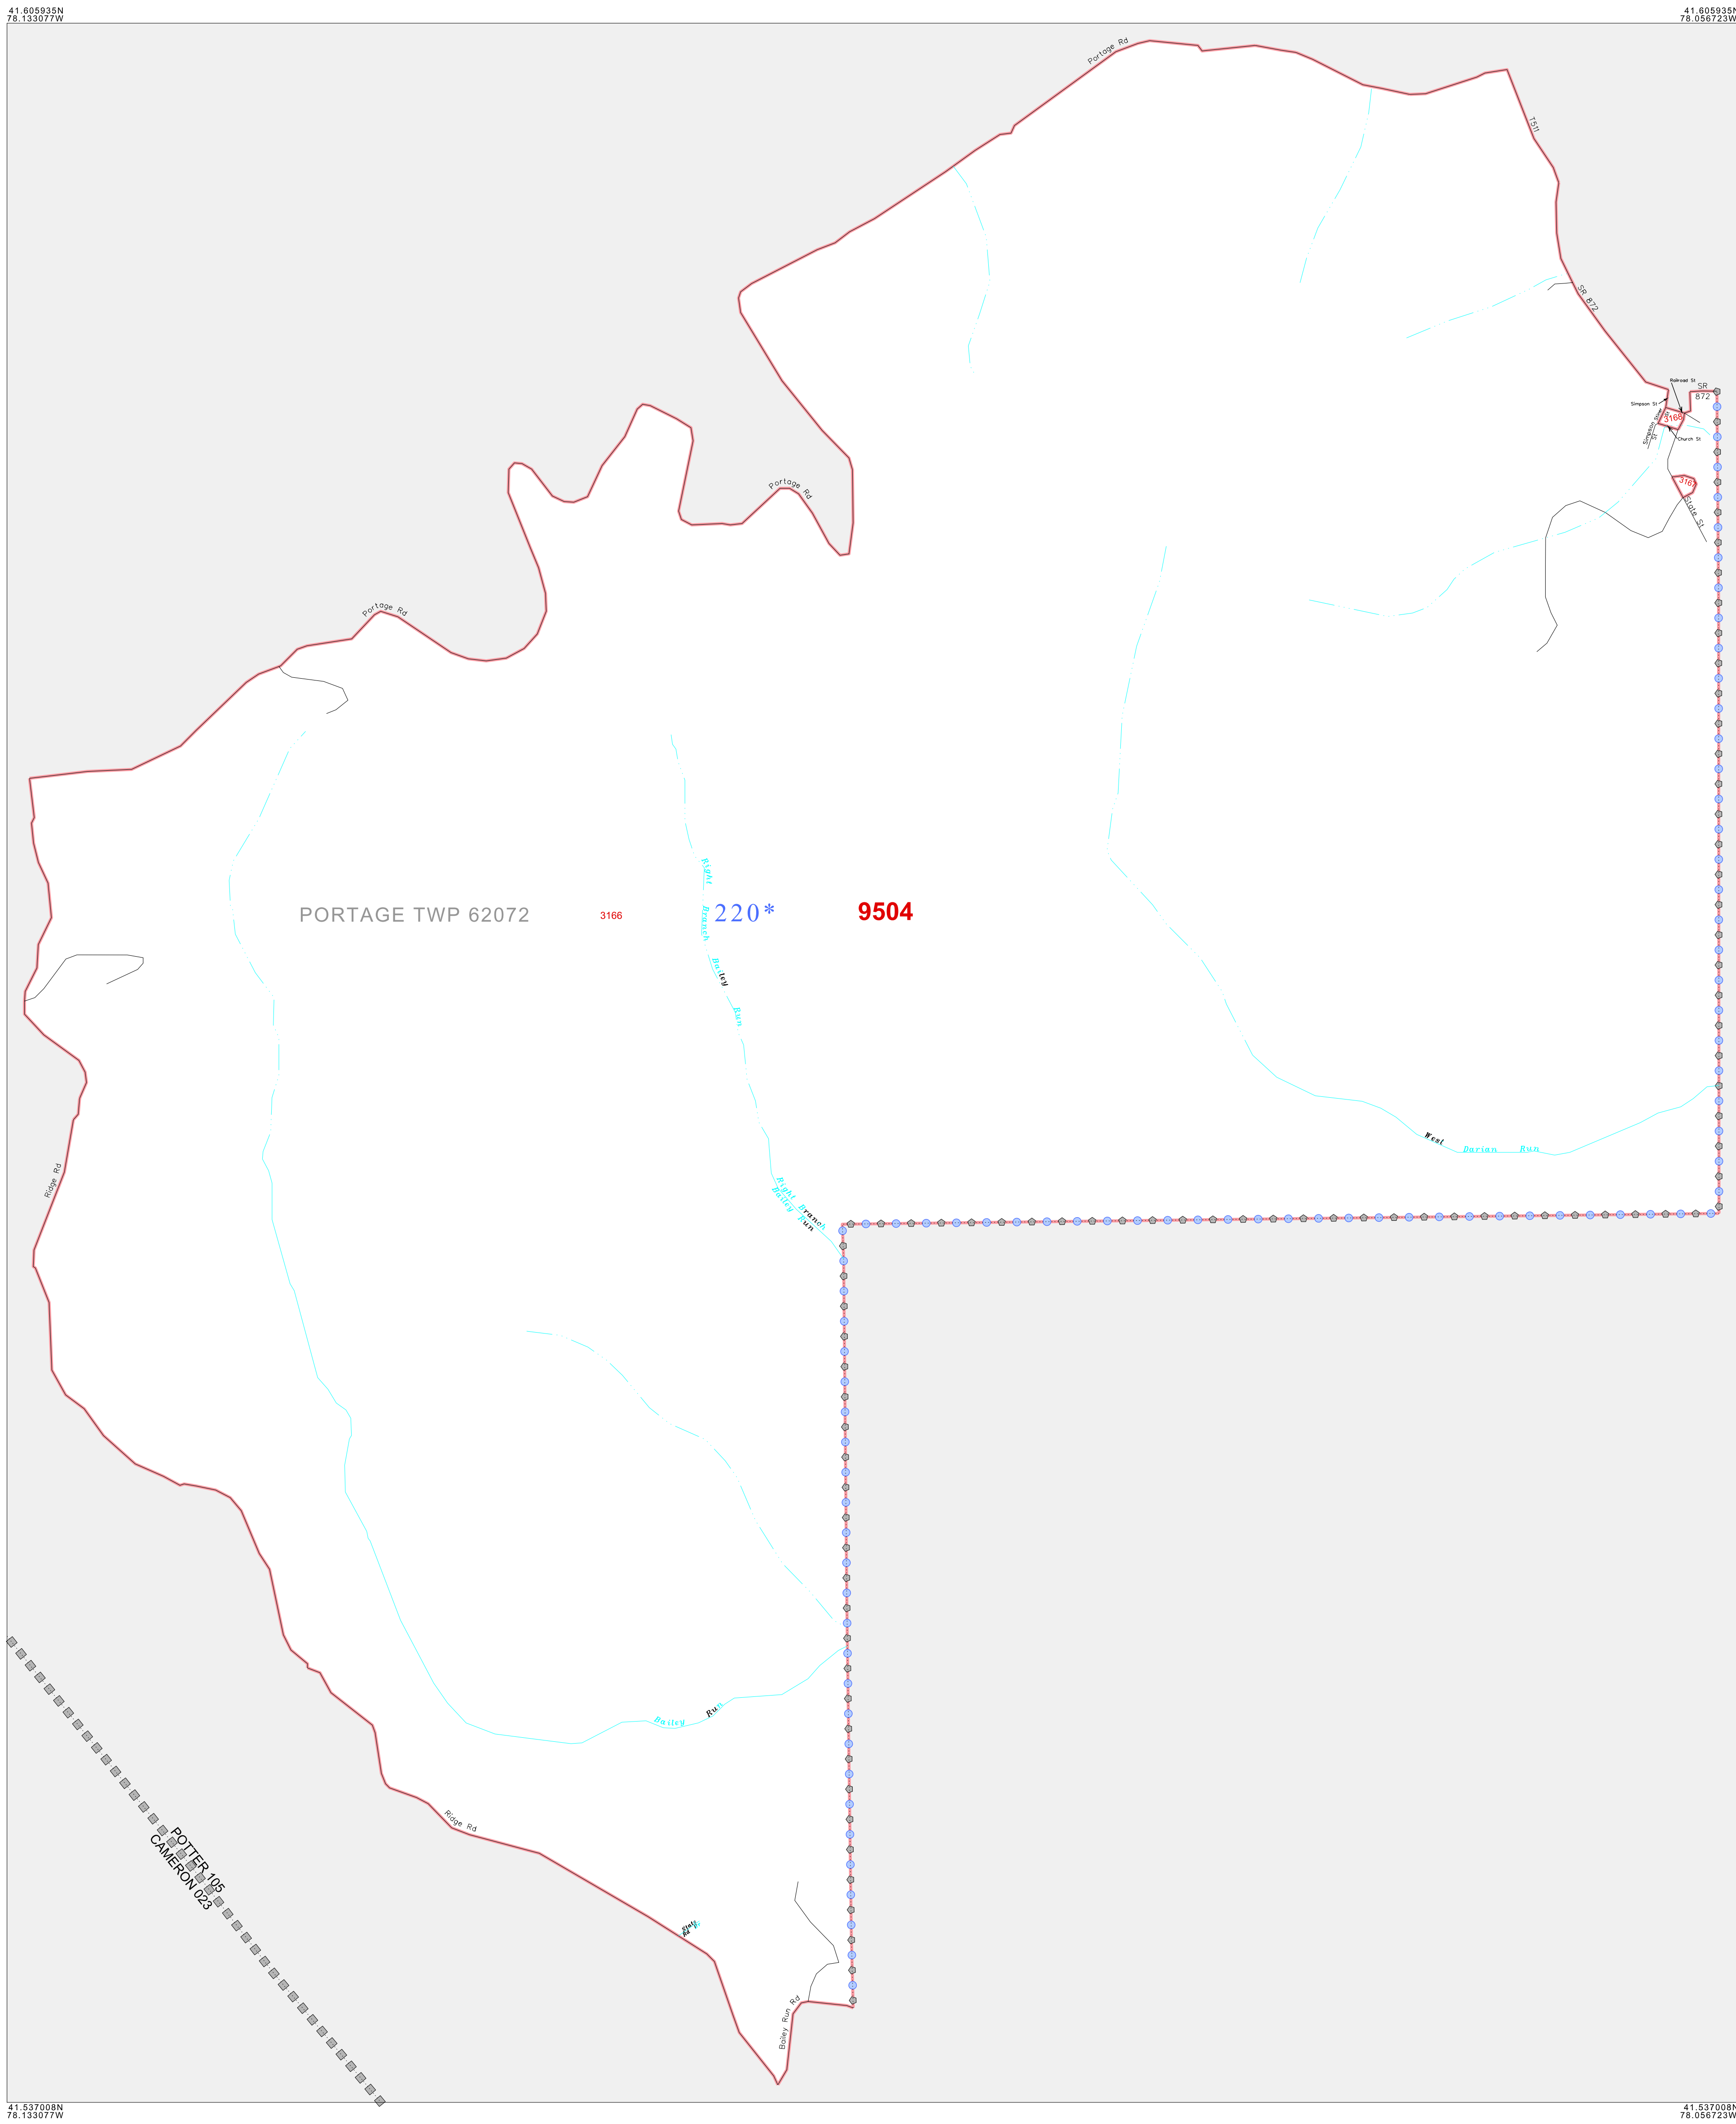 41.605935N
78.133077W
41.605935N
78.056723W
Portage Rd
T511
SR 872
Railroad St
SR
872
Simpson St
3168
Church St
3167
State St
Portage Rd
Portage Rd
PORTAGE TWP 62072
3166
220*
9504
Right Branch Bailey Run
West Darian Run
Ridge Rd
Right Branch
Bailey Run
Bailey Run
Ridge Rd
POTTER 105
CAMERON 023
State
Rd
Bailey Run Rd
41.537008N
78.133077W
41.537008N
78.056723W